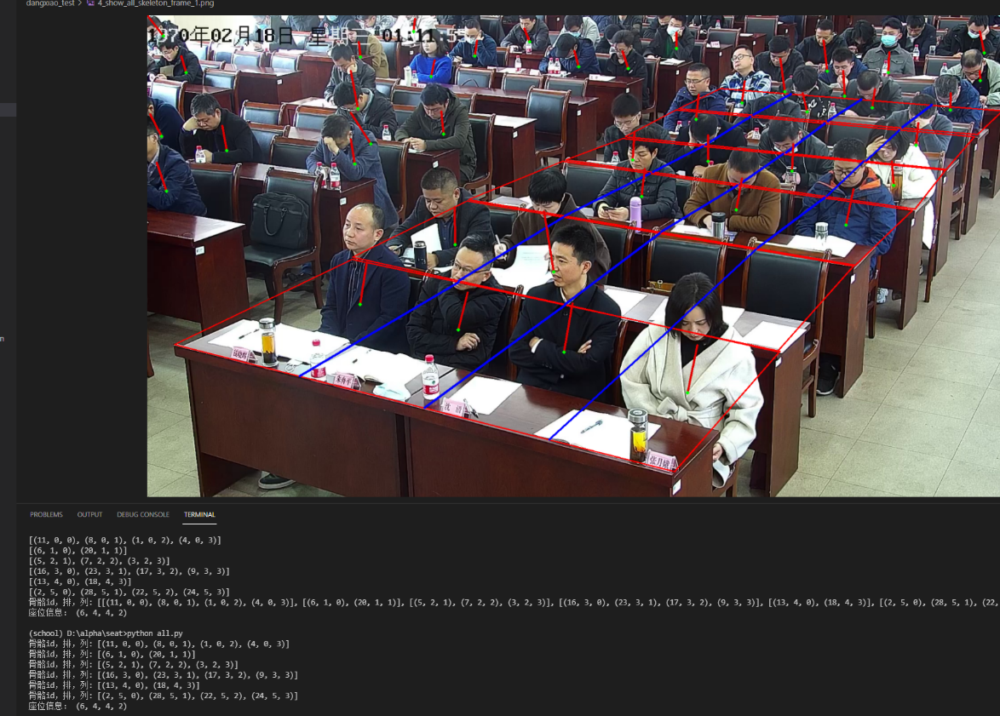 dangxiao_test > 4_show_all_skeleton_frame_1.png
1970年02月18日 星期三 01:11:55
沈清
PROBLEMS OUTPUT DEBUG CONSOLE TERMINAL
[(11, 0, 0), (8, 0, 1), (1, 0, 2), (4, 0, 3)]
[(6, 1, 0), (20, 1, 1)]
[(5, 2, 1), (7, 2, 2), (3, 2, 3)]
[(16, 3, 0), (23, 3, 1), (17, 3, 2), (9, 3, 3)]
[(13, 4, 0), (18, 4, 3)]
[(2, 5, 0), (28, 5, 1), (22, 5, 2), (24, 5, 3)]
骨骼id, 排, 列: [[(11, 0, 0), (8, 0, 1), (1, 0, 2), (4, 0, 3)], [(6, 1, 0), (20, 1, 1)], [(5, 2, 1), (7, 2, 2), (3, 2, 3)], [(16, 3, 0), (23, 3, 1), (17, 3, 2), (9, 3, 3)], [(13, 4, 0), (18, 4, 3)], [(2, 5, 0), (28, 5, 1), (22,
座位信息: (6, 4, 4, 2)
(school) D:\alpha\seat>python all.py
骨骼id, 排, 列: [(11, 0, 0), (8, 0, 1), (1, 0, 2), (4, 0, 3)]
骨骼id, 排, 列: [(6, 1, 0), (20, 1, 1)]
骨骼id, 排, 列: [(5, 2, 1), (7, 2, 2), (3, 2, 3)]
骨骼id, 排, 列: [(16, 3, 0), (23, 3, 1), (17, 3, 2), (9, 3, 3)]
骨骼id, 排, 列: [(13, 4, 0), (18, 4, 3)]
骨骼id, 排, 列: [(2, 5, 0), (28, 5, 1), (22, 5, 2), (24, 5, 3)]
座位信息: (6, 4, 4, 2)